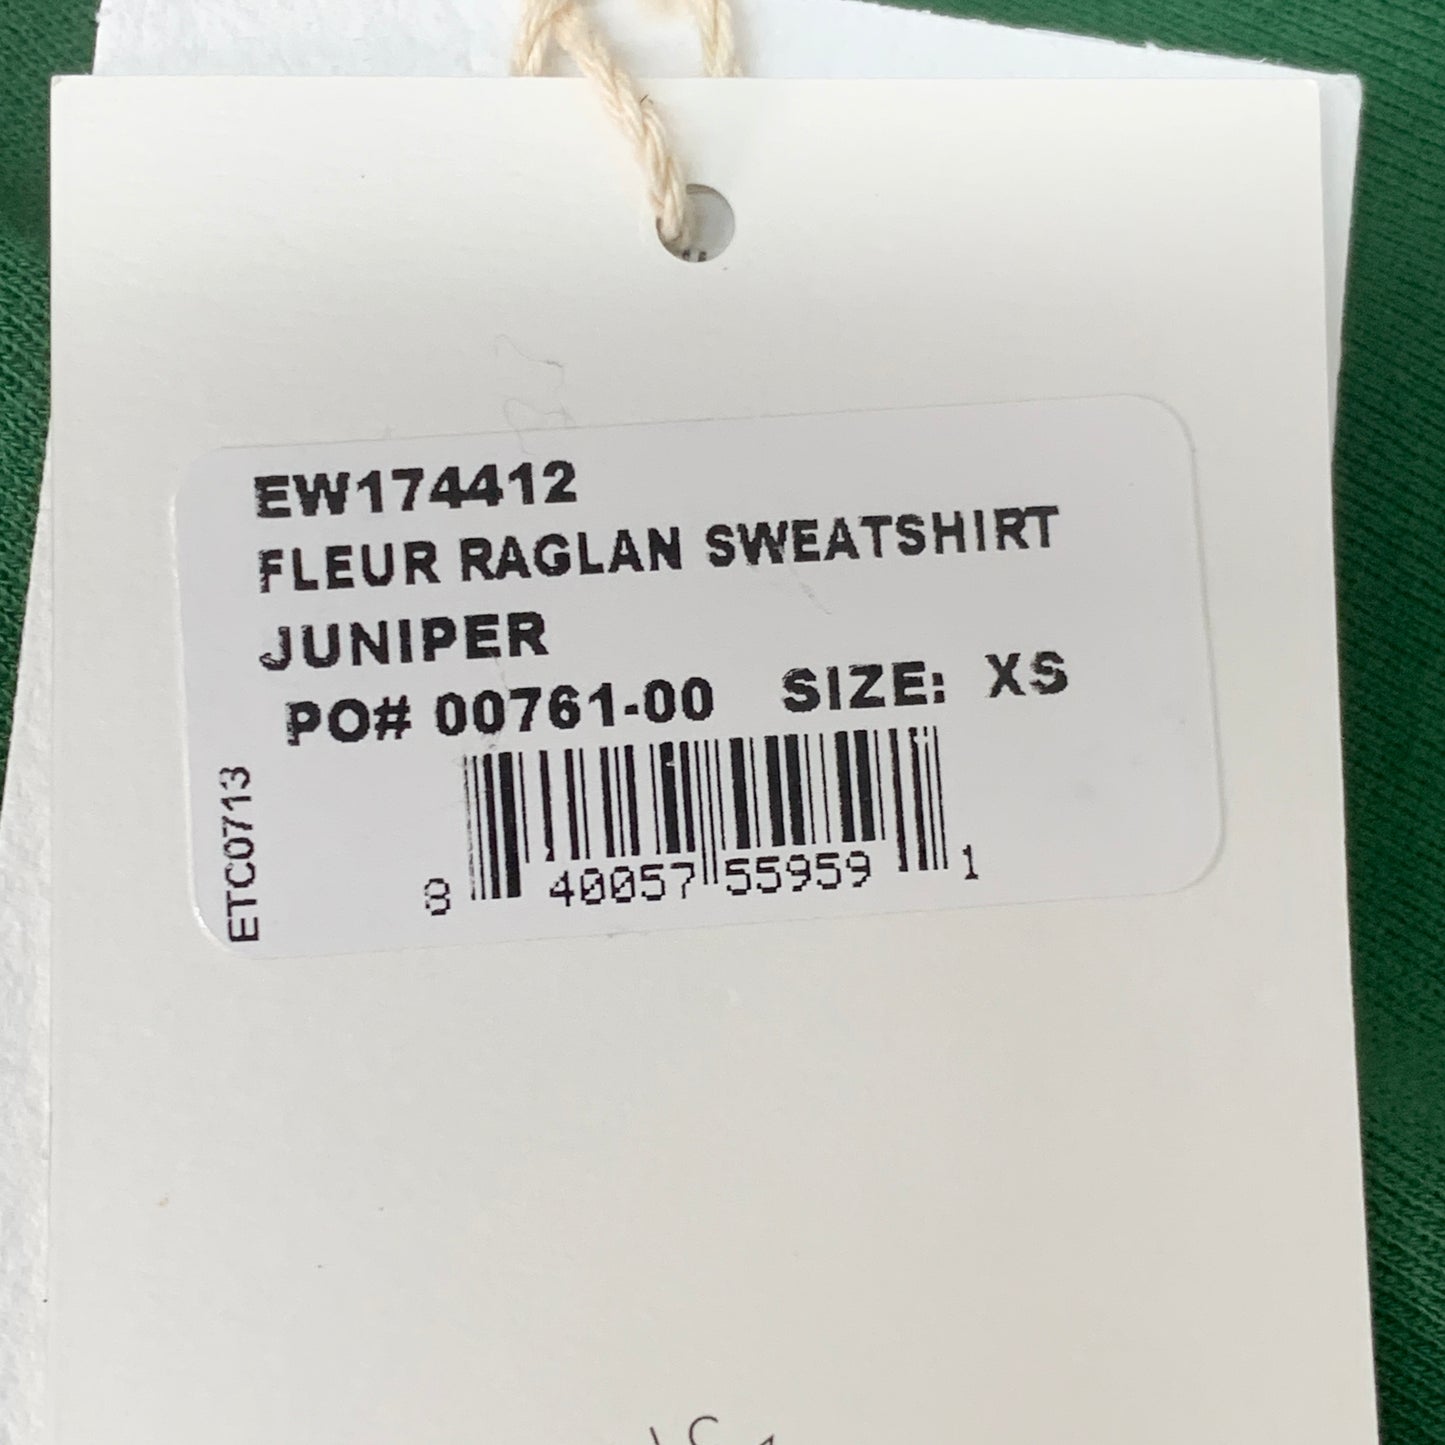 EW174412
FLEUR RAGLAN SWEATSHIRT
JUNIPER
PO# 00761-00 SIZE: XS
ETC0713
8 40057 55959 1